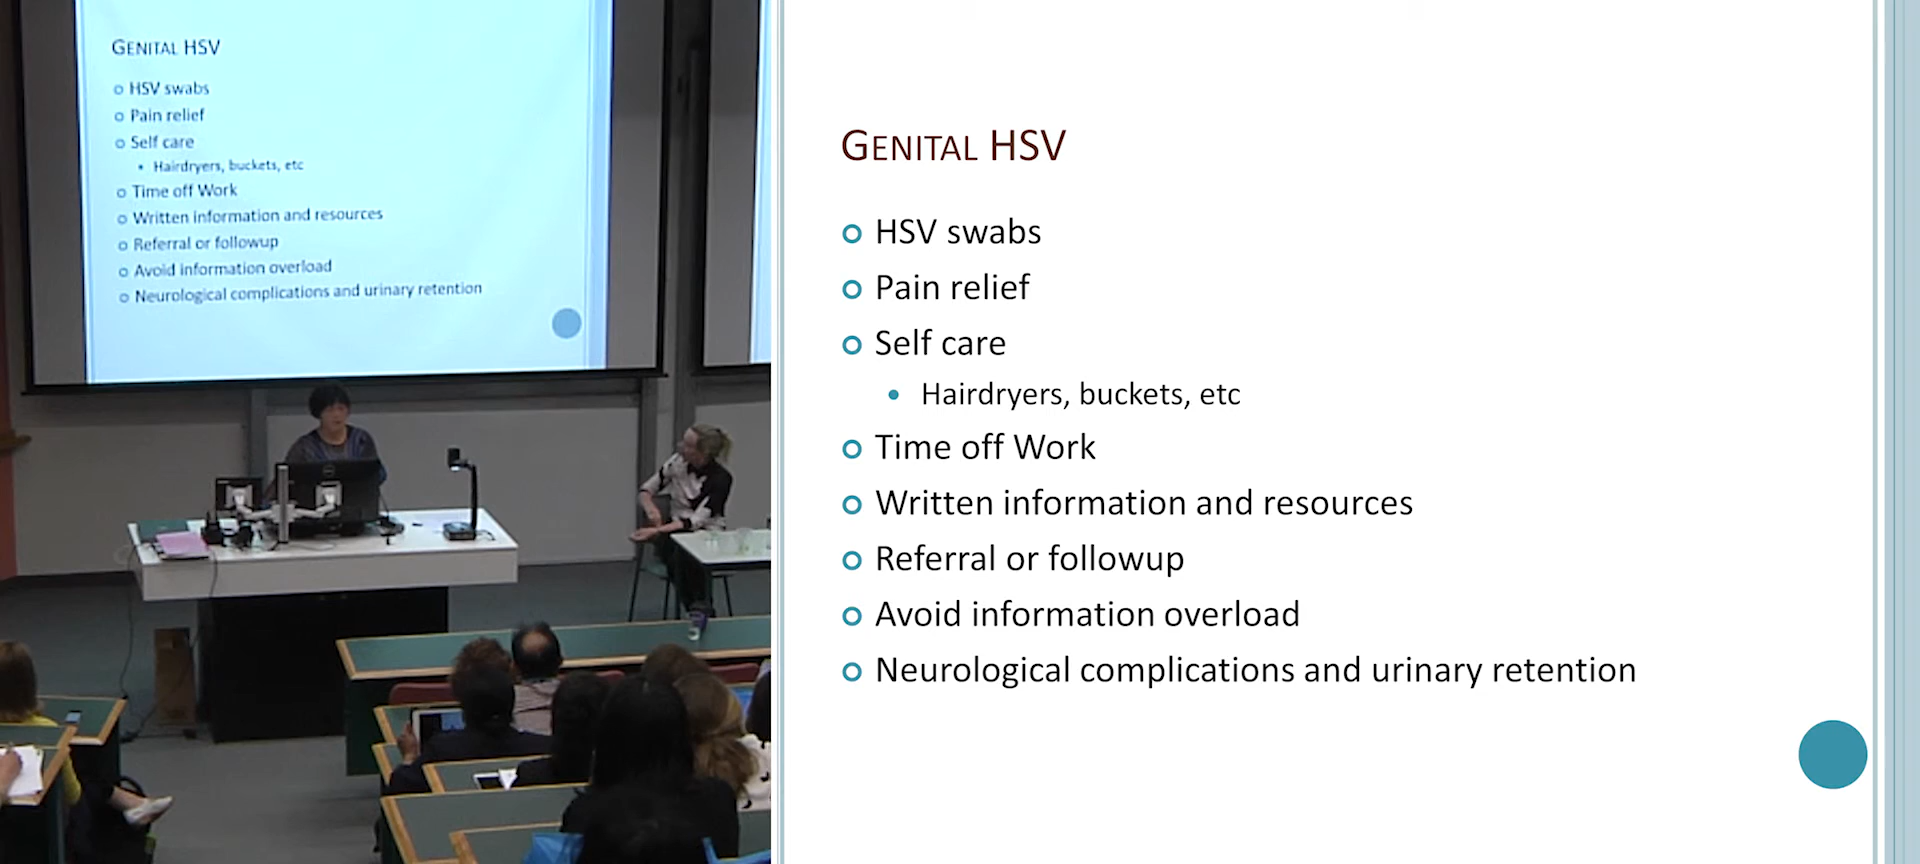 GENITAL HSV
HSV swabs
Pain relief
Self care
Hairdryers, buckets, etc
Time off Work
Written information and resources
Referral or followup
Avoid information overload
Neurological complications and urinary retention
GENITAL HSV
HSV swabs
Pain relief
Self care
Hairdryers, buckets, etc
Time off Work
Written information and resources
Referral or followup
Avoid information overload
Neurological complications and urinary retention